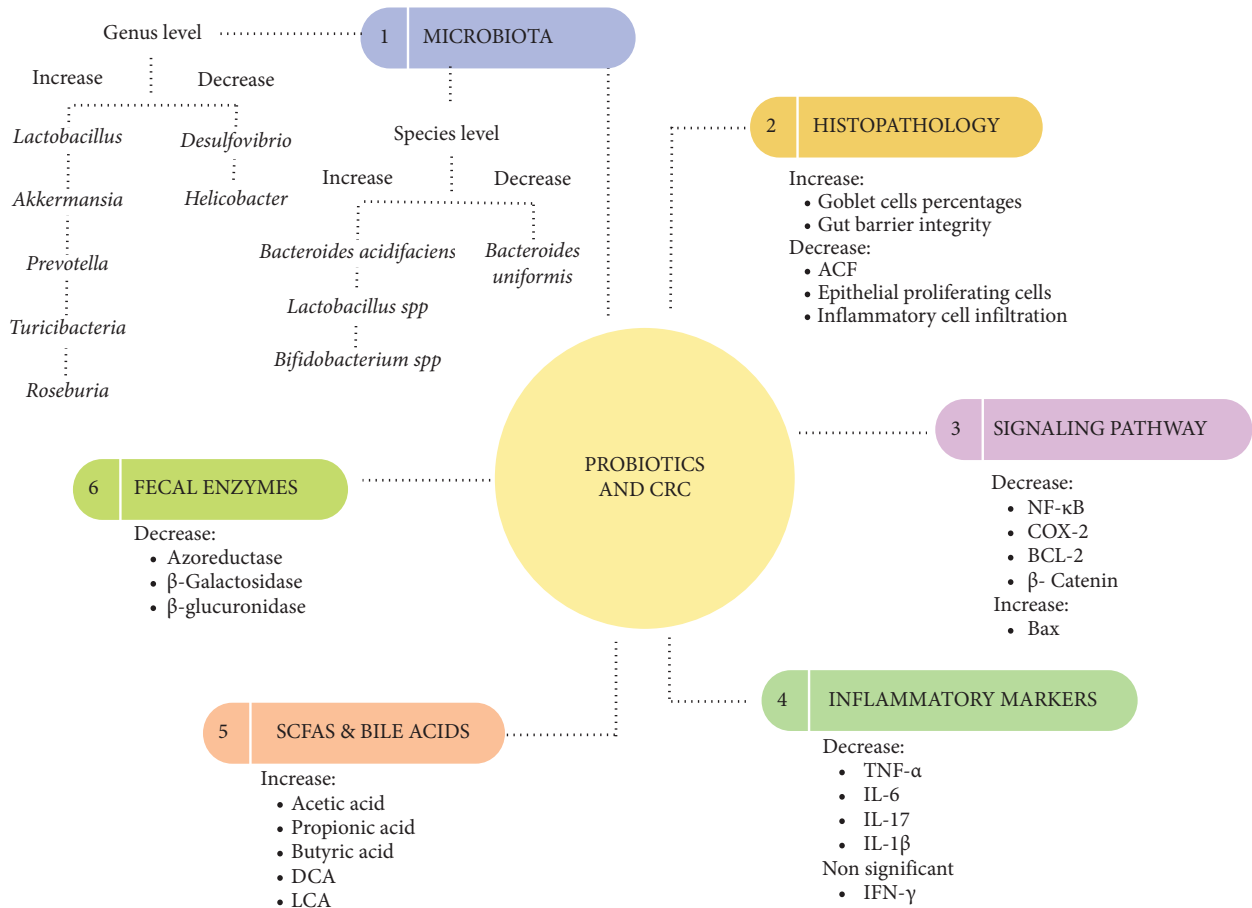 1 MICROBIOTA
Genus level
Increase
Decrease
Lactobacillus
Akkermansia
Prevotella
Turicibacteria
Roseburia
Desulfovibrio
Helicobacter
Species level
Increase
Decrease
Bacteroides acidifaciens
Lactobacillus spp
Bifidobacterium spp
Bacteroides
uniformis
2 HISTOPATHOLOGY
Increase:
• Goblet cells percentages
• Gut barrier integrity
Decrease:
• ACF
• Epithelial proliferating cells
• Inflammatory cell infiltration
PROBIOTICS
AND CRC
3 SIGNALING PATHWAY
Decrease:
• NF-κB
• COX-2
• BCL-2
• β- Catenin
Increase:
• Bax
4 INFLAMMATORY MARKERS
Decrease:
• TNF-α
• IL-6
• IL-17
• IL-1β
Non significant
• IFN-γ
5 SCFAS & BILE ACIDS
Increase:
• Acetic acid
• Propionic acid
• Butyric acid
• DCA
• LCA
6 FECAL ENZYMES
Decrease:
• Azoreductase
• β-Galactosidase
• β-glucuronidase